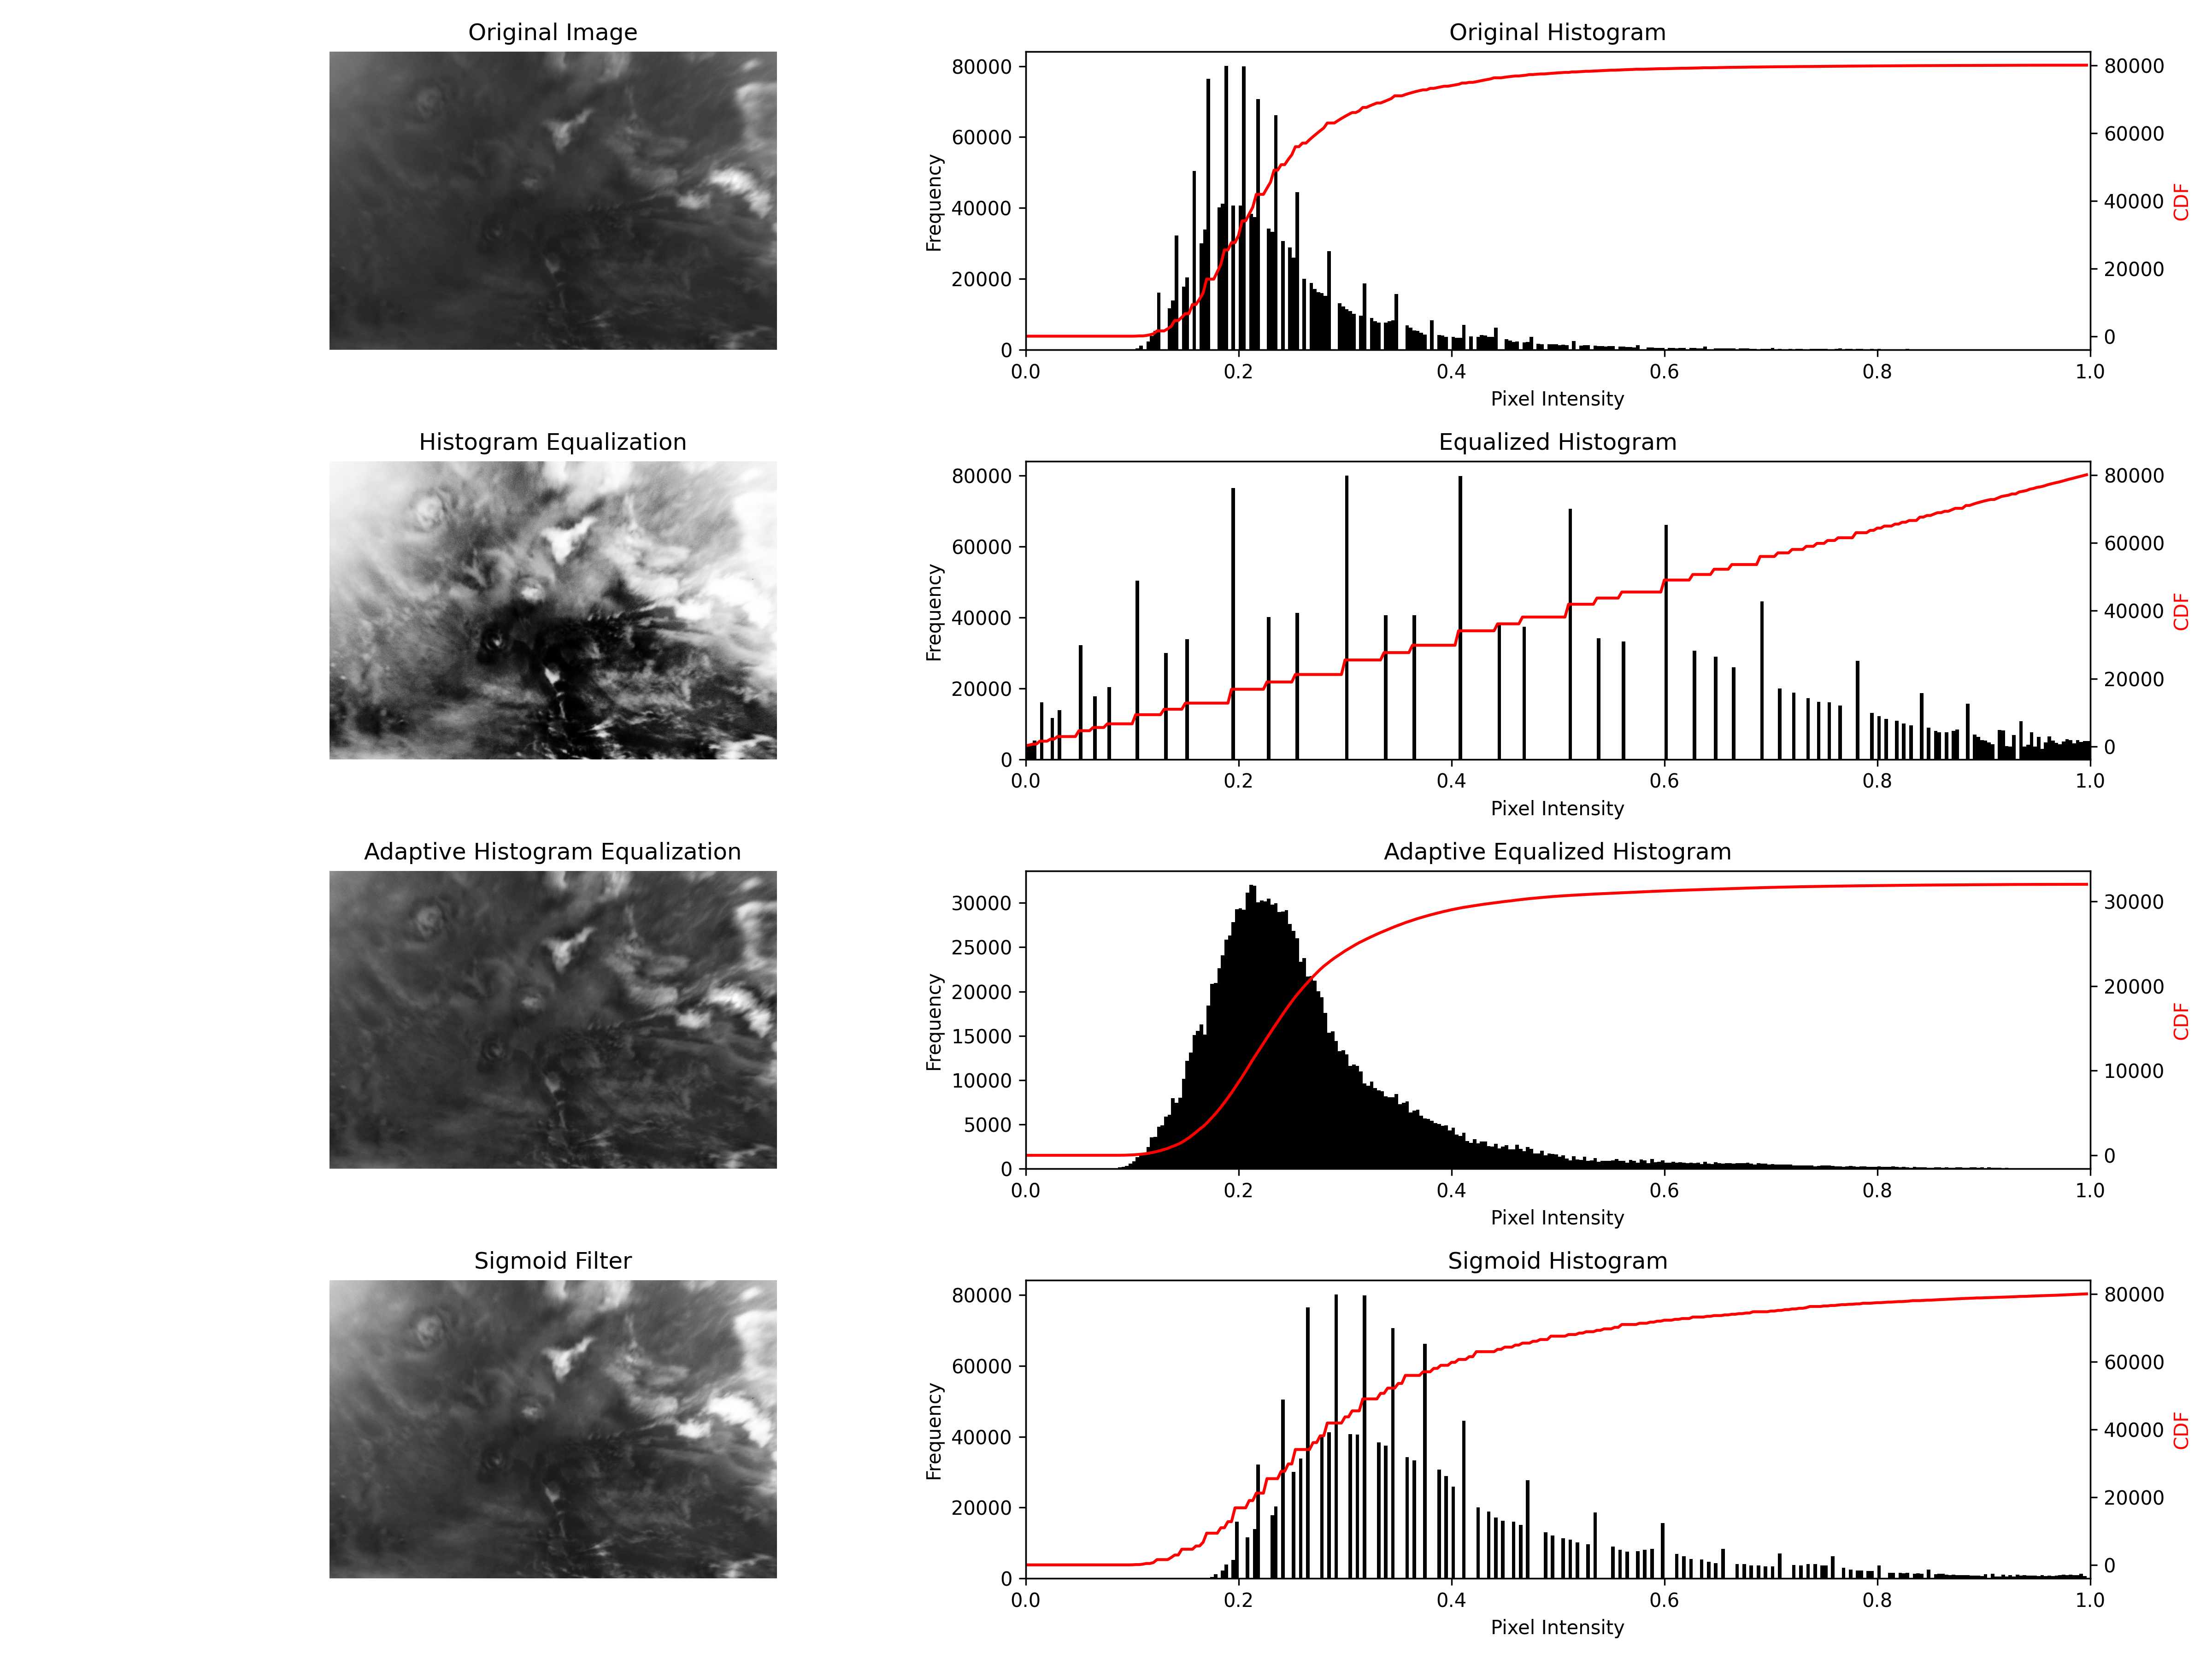 Original Image
Original Histogram
80000
60000
40000
20000
0
Frequency
80000
60000
40000
20000
0
CDF
0.0 0.2 0.4 0.6 0.8 1.0
Pixel Intensity
Histogram Equalization
Equalized Histogram
80000
60000
40000
20000
0
Frequency
80000
60000
40000
20000
0
CDF
0.0 0.2 0.4 0.6 0.8 1.0
Pixel Intensity
Adaptive Histogram Equalization
Adaptive Equalized Histogram
30000
25000
20000
15000
10000
5000
0
Frequency
30000
20000
10000
0
CDF
0.0 0.2 0.4 0.6 0.8 1.0
Pixel Intensity
Sigmoid Filter
Sigmoid Histogram
80000
60000
40000
20000
0
Frequency
80000
60000
40000
20000
0
CDF
0.0 0.2 0.4 0.6 0.8 1.0
Pixel Intensity